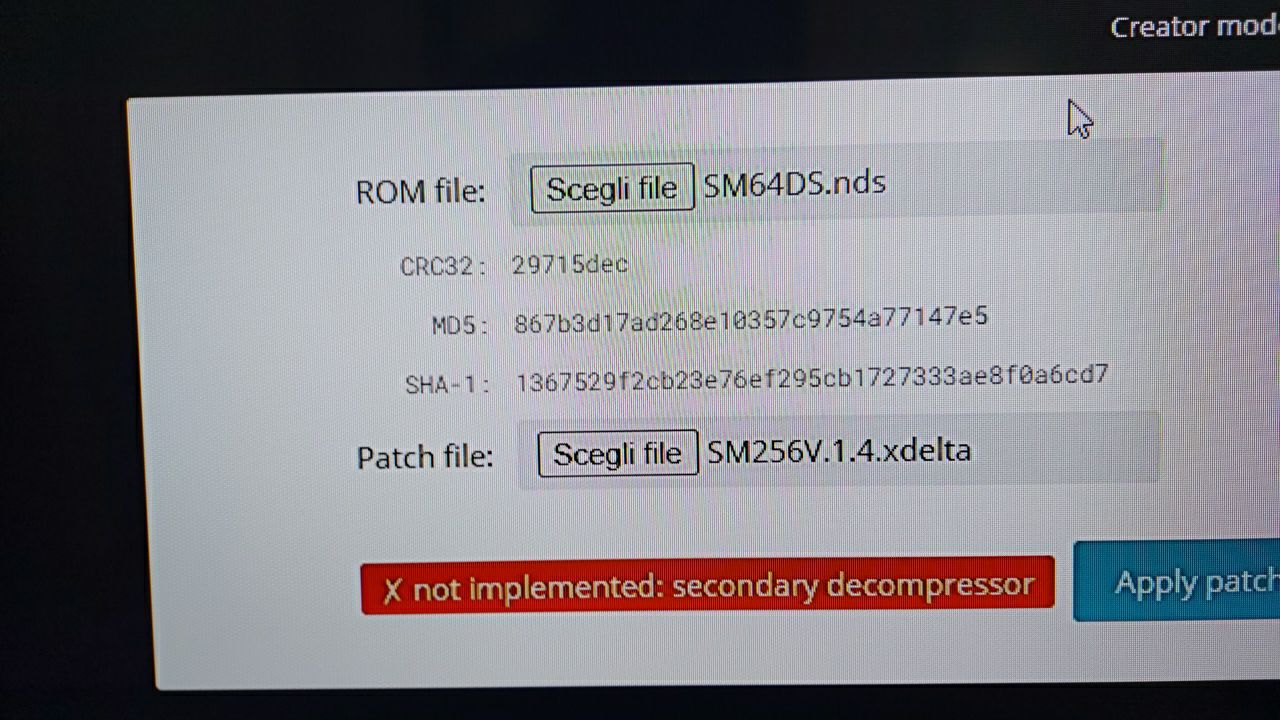 Creator mod
ROM file: Scegli file SM64DS.nds
CRC32: 29715dec
MD5: 867b3d17ad268e10357c9754a77147e5
SHA-1: 1367529f2cb23e76ef295cb1727333ae8f0a6cd7
Patch file: Scegli file SM256V.1.4.xdelta
X not implemented: secondary decompressor Apply patch